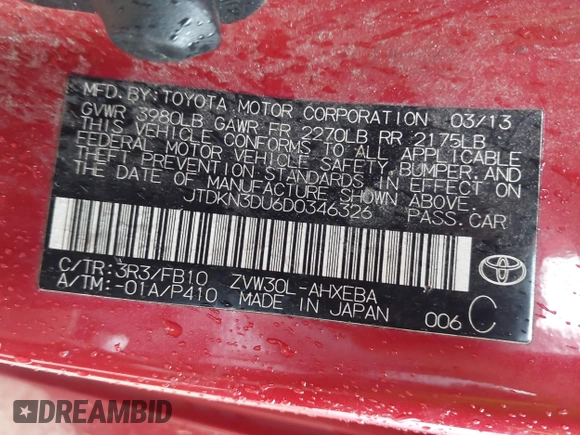 MFD. BY: TOYOTA MOTOR CORPORATION 03/13
GVWR 3980LB GAWR FR 2270LB RR 2175LB
THIS VEHICLE CONFORMS TO ALL APPLICABLE
FEDERAL MOTOR VEHICLE SAFETY, BUMPER, AND
THEFT PREVENTION STANDARDS IN EFFECT ON
THE DATE OF MANUFACTURE SHOWN ABOVE.
JTDKN3DU6D0346326 PASS. CAR
C/TR: 3R3/FB10 ZVW30L-AHXEBA
A/TM: -01A/P410 MADE IN JAPAN 006 C
DREAMBID